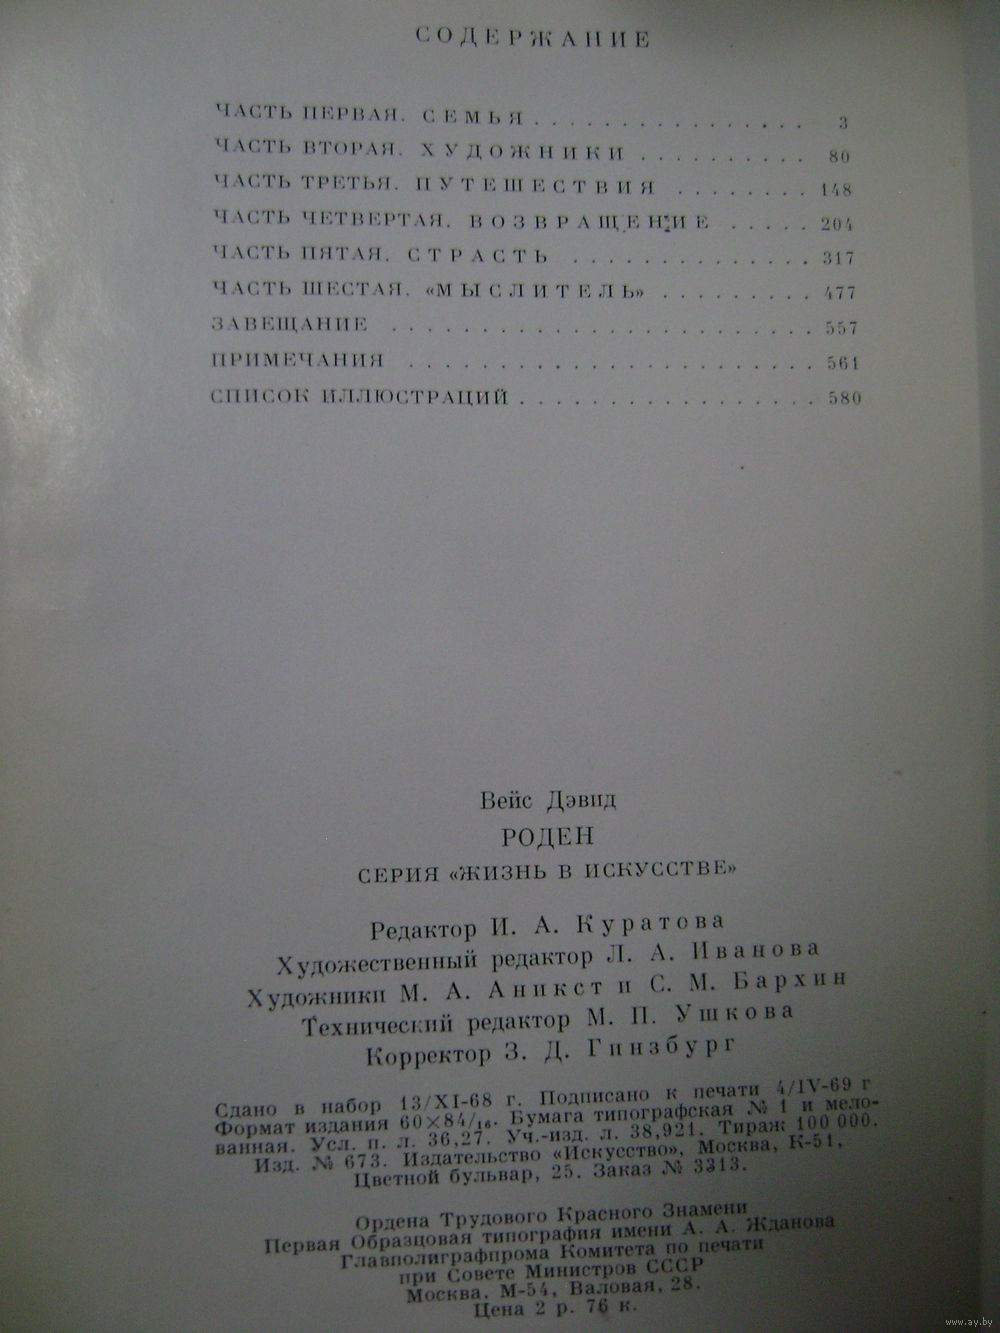 СОДЕРЖАНИЕ
ЧАСТЬ ПЕРВАЯ. СЕМЬЯ . . . . . . . . . . . . . . . . 3
ЧАСТЬ ВТОРАЯ. ХУДОЖНИКИ . . . . . . . . . . 80
ЧАСТЬ ТРЕТЬЯ. ПУТЕШЕСТВИЯ . . . . . . . . 148
ЧАСТЬ ЧЕТВЕРТАЯ. ВОЗВРАЩЕНИЕ . . . . . 204
ЧАСТЬ ПЯТАЯ. СТРАСТЬ . . . . . . . . . . . . . . 317
ЧАСТЬ ШЕСТАЯ. «МЫСЛИТЕЛЬ» . . . . . . . . . 477
ЗАВЕЩАНИЕ . . . . . . . . . . . . . . . . . . . . . . . . 557
ПРИМЕЧАНИЯ . . . . . . . . . . . . . . . . . . . . . . . 561
СПИСОК ИЛЛЮСТРАЦИЙ . . . . . . . . . . . . . . . . . 580
Вейс Дэвид
РОДЕН
СЕРИЯ «ЖИЗНЬ В ИСКУССТВЕ»
Редактор И. А. Куратова
Художественный редактор Л. А. Иванова
Художники М. А. Аникст и С. М. Бархин
Технический редактор М. П. Ушкова
Корректор З. Д. Гинзбург
Сдано в набор 13/XI-68 г. Подписано к печати 4/IV-69 г
Формат издания 60×84/16. Бумага типографская № 1 и мело-
ванная. Усл. п. л. 36,27. Уч.-изд. л. 38,921. Тираж 100 000.
Изд. № 673. Издательство «Искусство», Москва, К-51,
Цветной бульвар, 25. Заказ № 3313.
Ордена Трудового Красного Знамени
Первая Образцовая типография имени А. А. Жданова
Главполиграфпрома Комитета по печати
при Совете Министров СССР
Москва, М-54, Валовая, 28.
Цена 2 р. 76 к.
www.ay.by